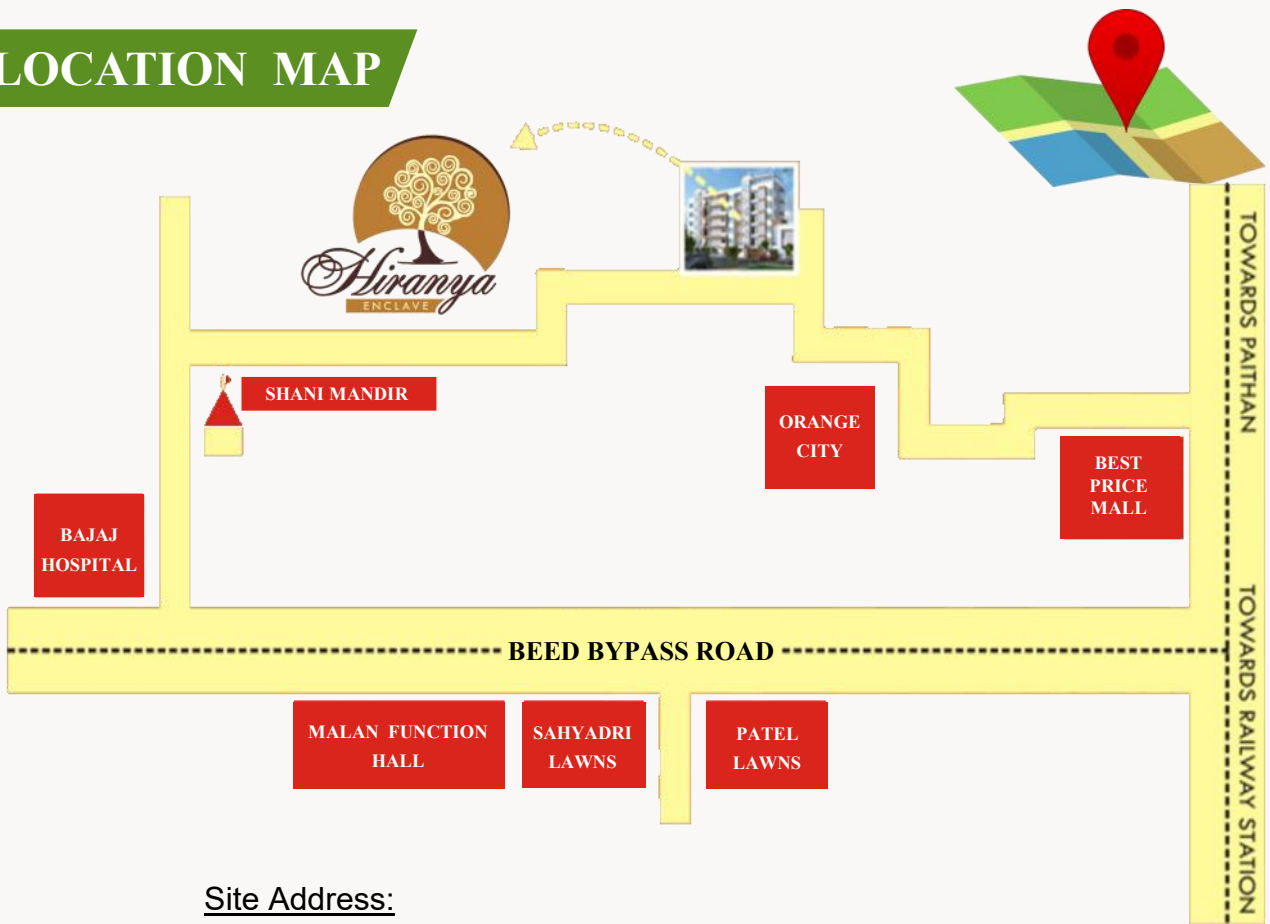 LOCATION MAP
Hiranya
ENCLAVE
TOWARDS PAITHAN
SHANI MANDIR
ORANGE
CITY
BEST
PRICE
MALL
BAJAJ
HOSPITAL
BEED BYPASS ROAD
TOWARDS RAILWAY STATION
MALAN FUNCTION
HALL
SAHYADRI
LAWNS
PATEL
LAWNS
Site Address: